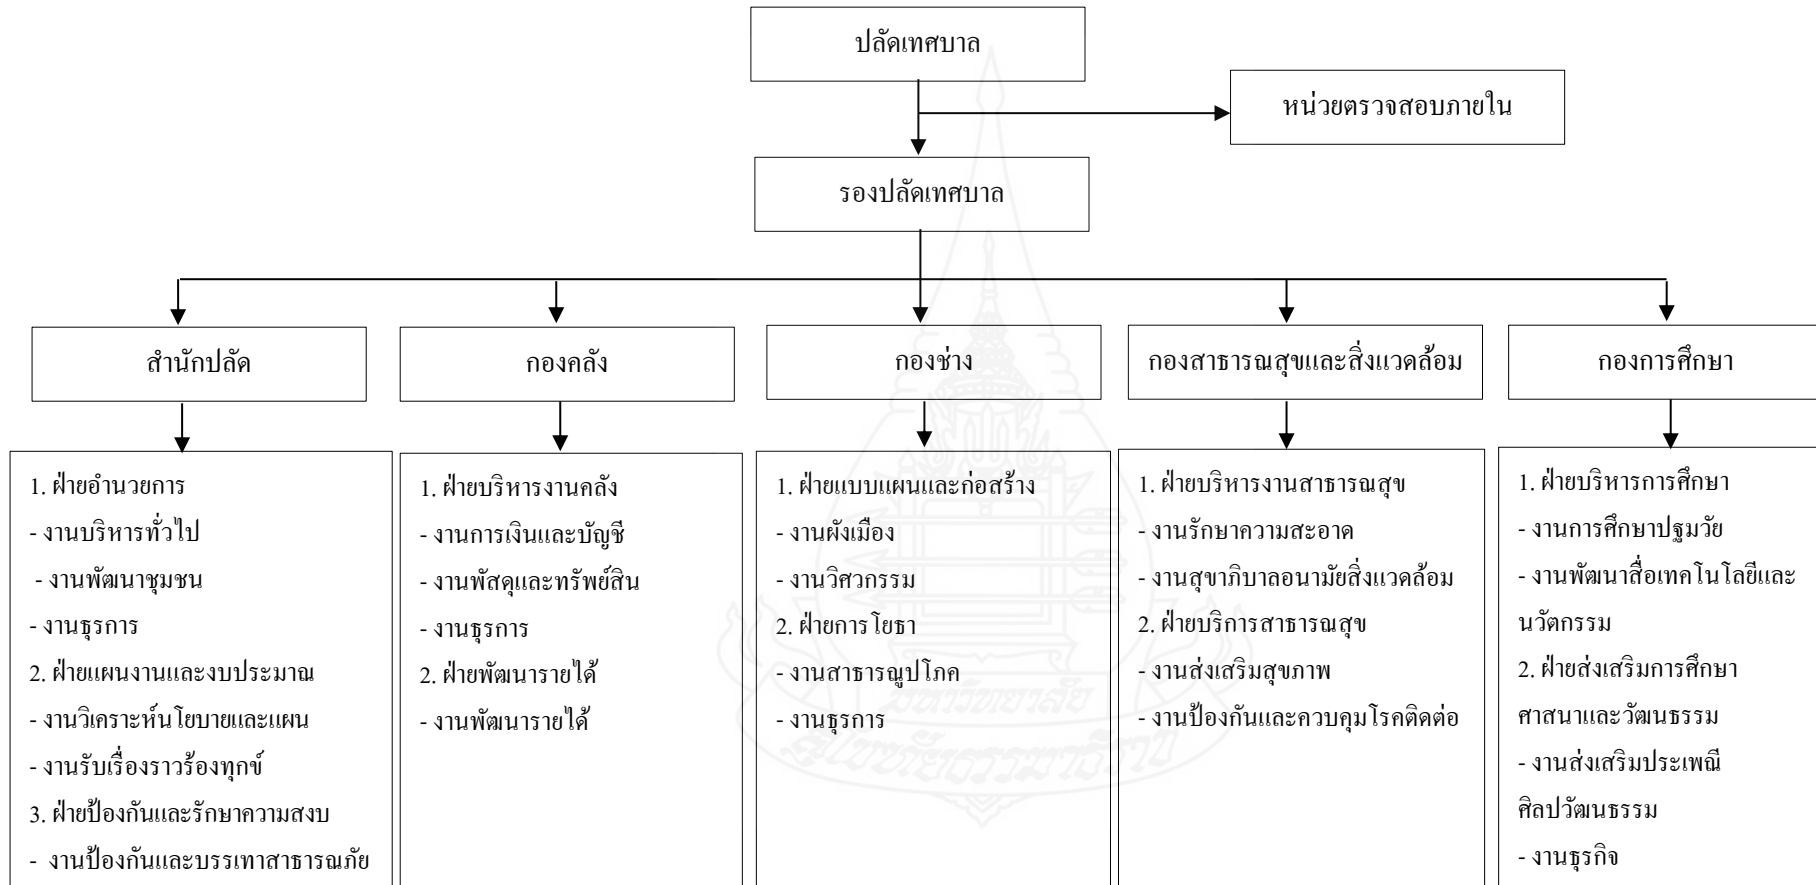 ปลัดเทศบาล
หน่วยตรวจสอบภายใน
รองปลัดเทศบาล
สำนักปลัด
กองคลัง
กองช่าง
กองสาธารณสุขและสิ่งแวดล้อม
กองการศึกษา
1. ฝ่ายอำนวยการ
- งานบริหารทั่วไป
- งานพัฒนาชุมชน
- งานธุรการ
2. ฝ่ายแผนงานและงบประมาณ
- งานวิเคราะห์นโยบายและแผน
- งานรับเรื่องราวร้องทุกข์
3. ฝ่ายป้องกันและรักษาความสงบ
- งานป้องกันและบรรเทาสาธารณภัย
1. ฝ่ายบริหารงานคลัง
- งานการเงินและบัญชี
- งานพัสดุและทรัพย์สิน
- งานธุรการ
2. ฝ่ายพัฒนารายได้
- งานพัฒนารายได้
1. ฝ่ายแบบแผนและก่อสร้าง
- งานผังเมือง
- งานวิศวกรรม
2. ฝ่ายการโยธา
- งานสาธารณูปโภค
- งานธุรการ
1. ฝ่ายบริหารงานสาธารณสุข
- งานรักษาความสะอาด
- งานสุขาภิบาลอนามัยสิ่งแวดล้อม
2. ฝ่ายบริการสาธารณสุข
- งานส่งเสริมสุขภาพ
- งานป้องกันและควบคุมโรคติดต่อ
1. ฝ่ายบริหารการศึกษา
- งานการศึกษาปฐมวัย
- งานพัฒนาสื่อเทคโนโลยีและ
นวัตกรรม
2. ฝ่ายส่งเสริมการศึกษา
ศาสนาและวัฒนธรรม
- งานส่งเสริมประเพณี
ศิลปวัฒนธรรม
- งานธุรกิจ
มหาวิทยาลัย
สุโขทัยธรรมาธิราช